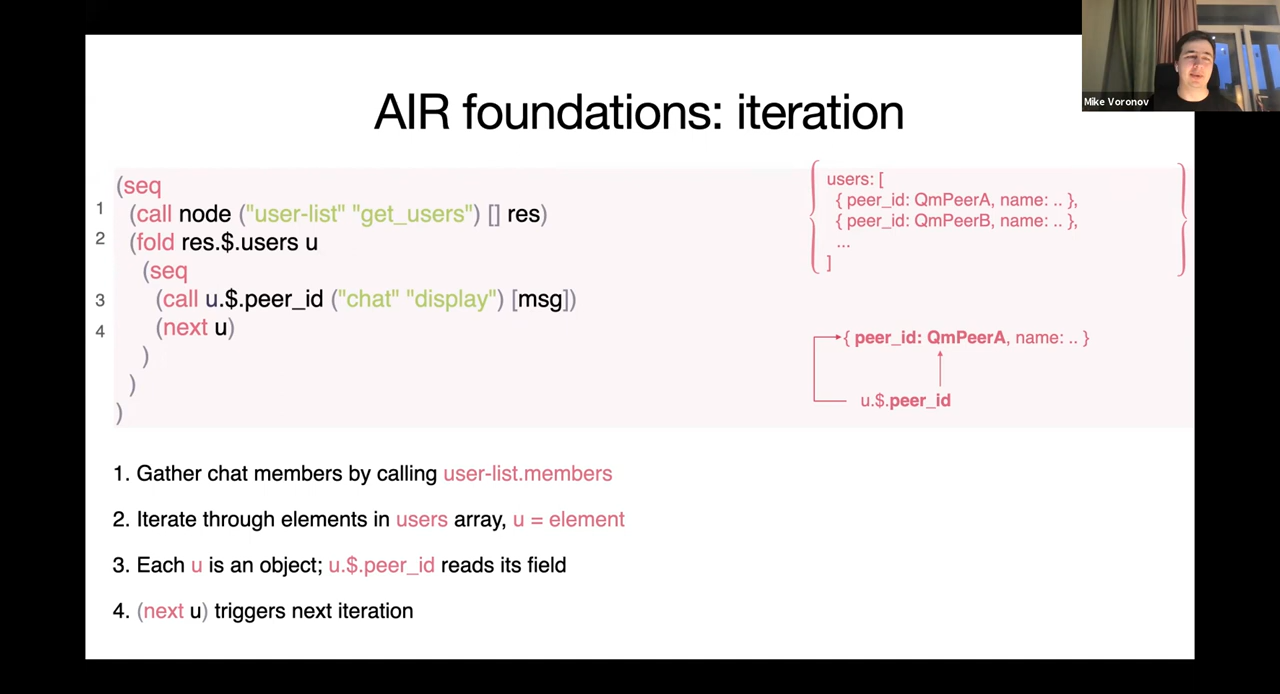 Mike Voronov
AIR foundations: iteration
(seq
1 (call node ("user-list" "get_users") [] res)
2 (fold res.$.users u
(seq
3 (call u.$.peer_id ("chat" "display") [msg])
4 (next u)
)
)
)
users: [
{ peer_id: QmPeerA, name: .. },
{ peer_id: QmPeerB, name: .. },
...
]
{ peer_id: QmPeerA, name: .. }
u.$.peer_id
1. Gather chat members by calling user-list.members
2. Iterate through elements in users array, u = element
3. Each u is an object; u.$.peer_id reads its field
4. (next u) triggers next iteration